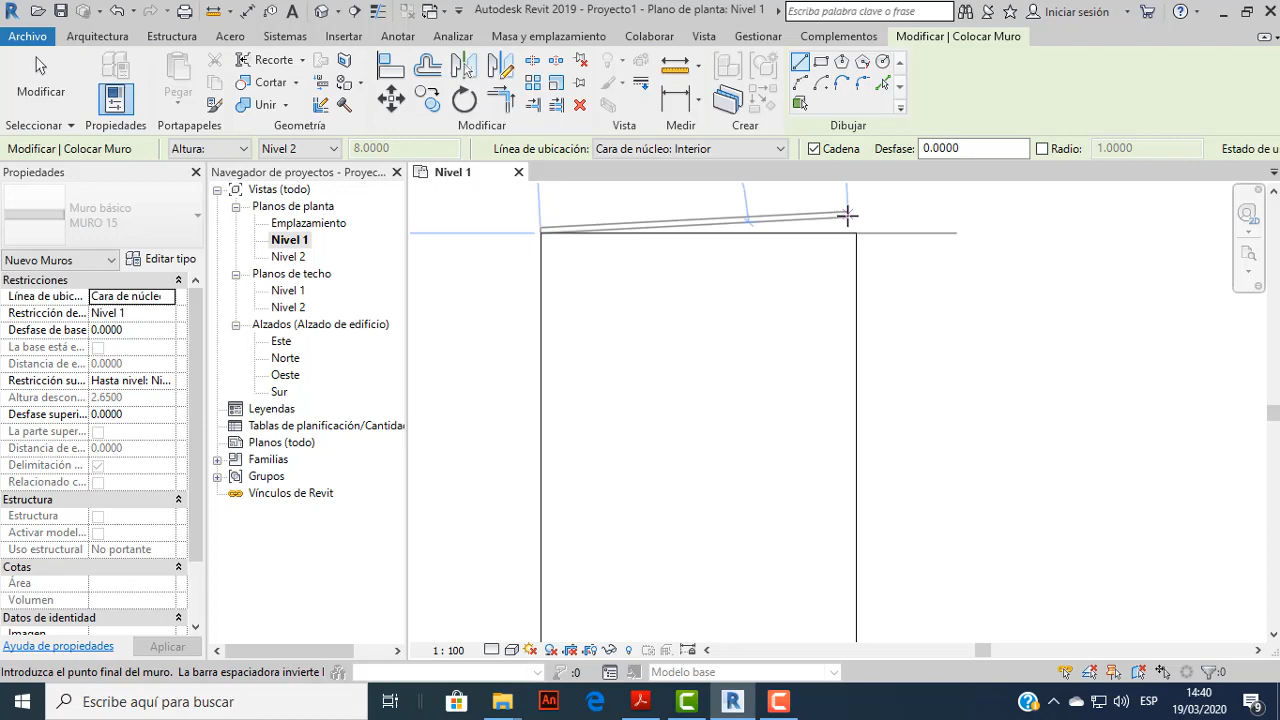 Autodesk Revit 2019 - Proyecto1 - Plano de planta: Nivel 1
Escriba palabra clave o frase
Iniciar sesión
Archivo
Arquitectura
Estructura
Acero
Sistemas
Insertar
Anotar
Analizar
Masa y emplazamiento
Colaborar
Vista
Gestionar
Complementos
Modificar | Colocar Muro
Modificar
Pegar
Recorte
Cortar
Unir
Seleccionar
Propiedades
Portapapeles
Geometría
Modificar
Vista
Medir
Crear
Dibujar
Modificar | Colocar Muro
Altura:
Nivel 2
8.0000
Línea de ubicación:
Cara de núcleo: Interior
Cadena
Desfase:
0.0000
Radio:
1.0000
Estado de u
Propiedades
Muro básico
MURO 15
Nuevo Muros
Editar tipo
Restricciones
Línea de ubic...
Cara de núcle
Restricción de...
Nivel 1
Desfase de base
0.0000
La base está e...
Distancia de e...
0.0000
Restricción su...
Hasta nivel: Ni...
Altura descon...
2.6500
Desfase superi...
0.0000
La parte super...
Distancia de e...
0.0000
Delimitación ...
Relacionado c...
Estructura
Estructura
Activar model...
Uso estructural
No portante
Cotas
Área
Volumen
Datos de identidad
Imagen
Ayuda de propiedades
Aplicar
Navegador de proyectos - Proyec...
Vistas (todo)
Planos de planta
Emplazamiento
Nivel 1
Nivel 2
Planos de techo
Nivel 1
Nivel 2
Alzados (Alzado de edificio)
Este
Norte
Oeste
Sur
Leyendas
Tablas de planificación/Cantida
Planos (todo)
Familias
Grupos
Vínculos de Revit
Nivel 1
2D
1 : 100
Introduzca el punto final del muro. La barra espaciadora invierte l
:0
Modelo base
:0
Escribe aquí para buscar
An
ESP
14:40
19/03/2020
9